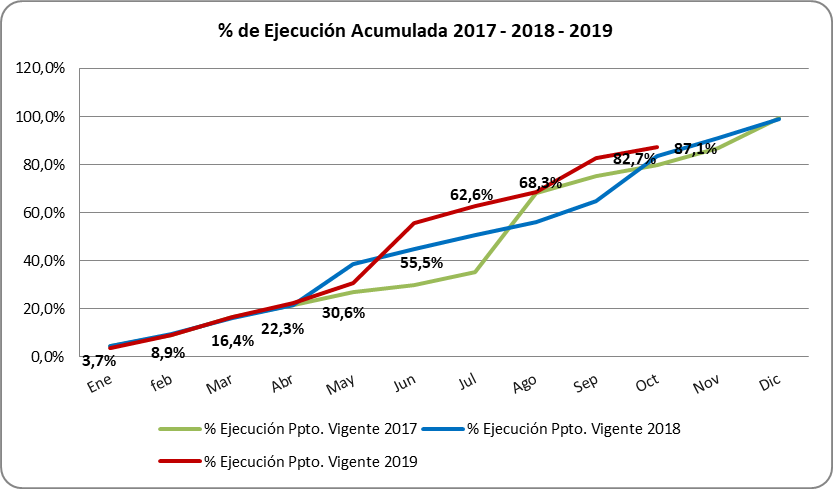 % de Ejecución Acumulada 2017 - 2018 - 2019
120,0%
100,0%
80,0%
60,0%
40,0%
20,0%
0,0%
3,7%
8,9%
16,4%
22,3%
30,6%
55,5%
62,6%
68,3%
82,7%
87,1%
Ene
feb
Mar
Abr
May
Jun
Jul
Ago
Sep
Oct
Nov
Dic
% Ejecución Ppto. Vigente 2017
% Ejecución Ppto. Vigente 2018
% Ejecución Ppto. Vigente 2019